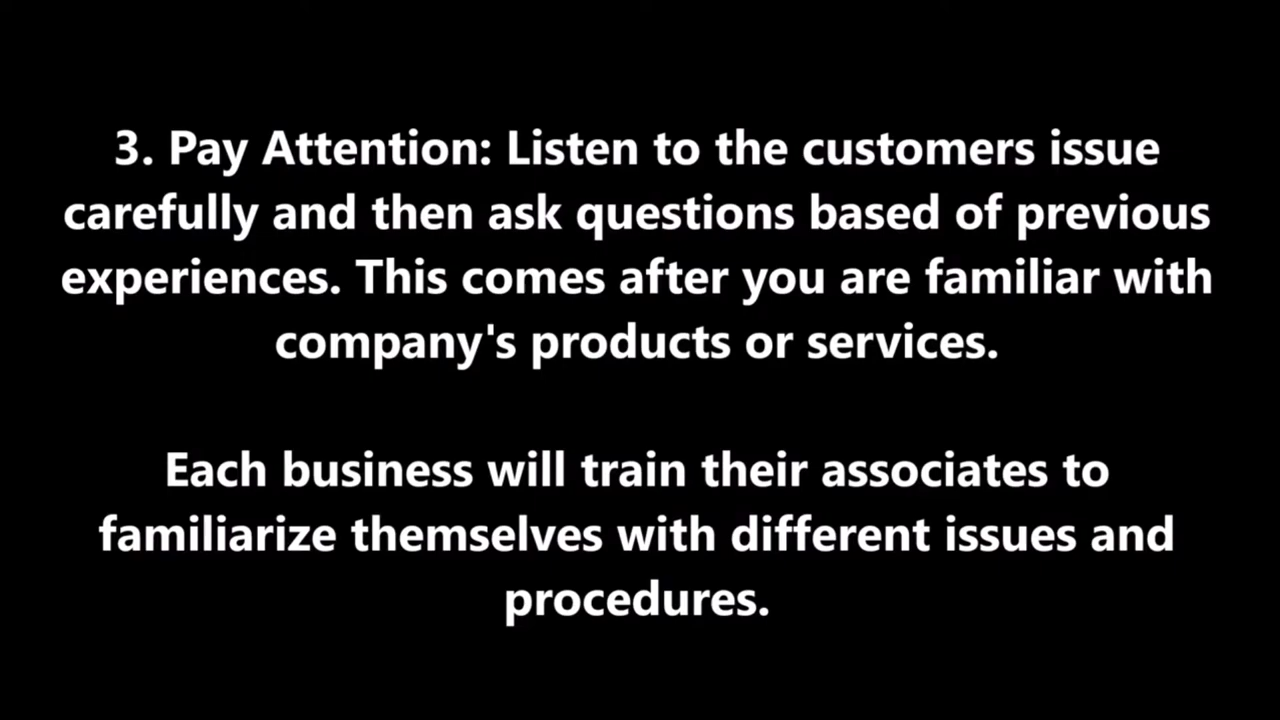 3. Pay Attention: Listen to the customers issue
carefully and then ask questions based of previous
experiences. This comes after you are familiar with
company's products or services.
Each business will train their associates to
familiarize themselves with different issues and
procedures.